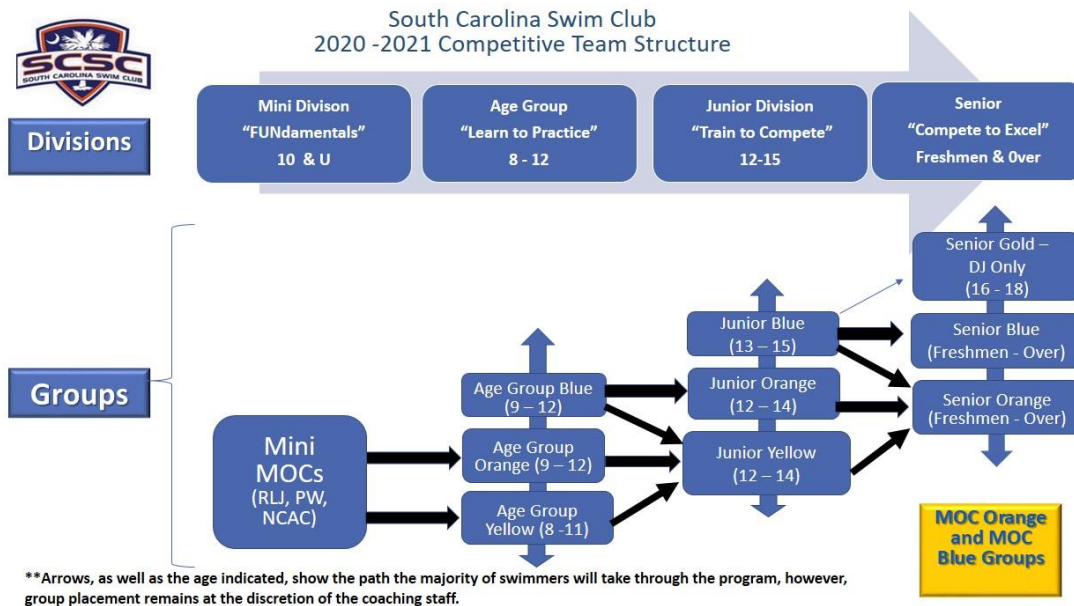 South Carolina Swim Club
2020 -2021 Competitive Team Structure
SCSC
SOUTH CAROLINA SWIM CLUB
Divisions
Mini Divison
“FUNdamentals”
10 & U
Age Group
“Learn to Practice”
8 - 12
Junior Division
“Train to Compete”
12-15
Senior
“Compete to Excel”
Freshmen & 0ver
Groups
Mini
MOCs
(RLJ, PW,
NCAC)
Age Group Blue
(9 – 12)
Age Group
Orange (9 – 12)
Age Group
Yellow (8 -11)
Junior Blue
(13 – 15)
Junior Orange
(12 – 14)
Junior Yellow
(12 – 14)
Senior Gold –
DJ Only
(16 - 18)
Senior Blue
(Freshmen - Over)
Senior Orange
(Freshmen - Over)
MOC Orange
and MOC
Blue Groups
**Arrows, as well as the age indicated, show the path the majority of swimmers will take through the program, however,
group placement remains at the discretion of the coaching staff.